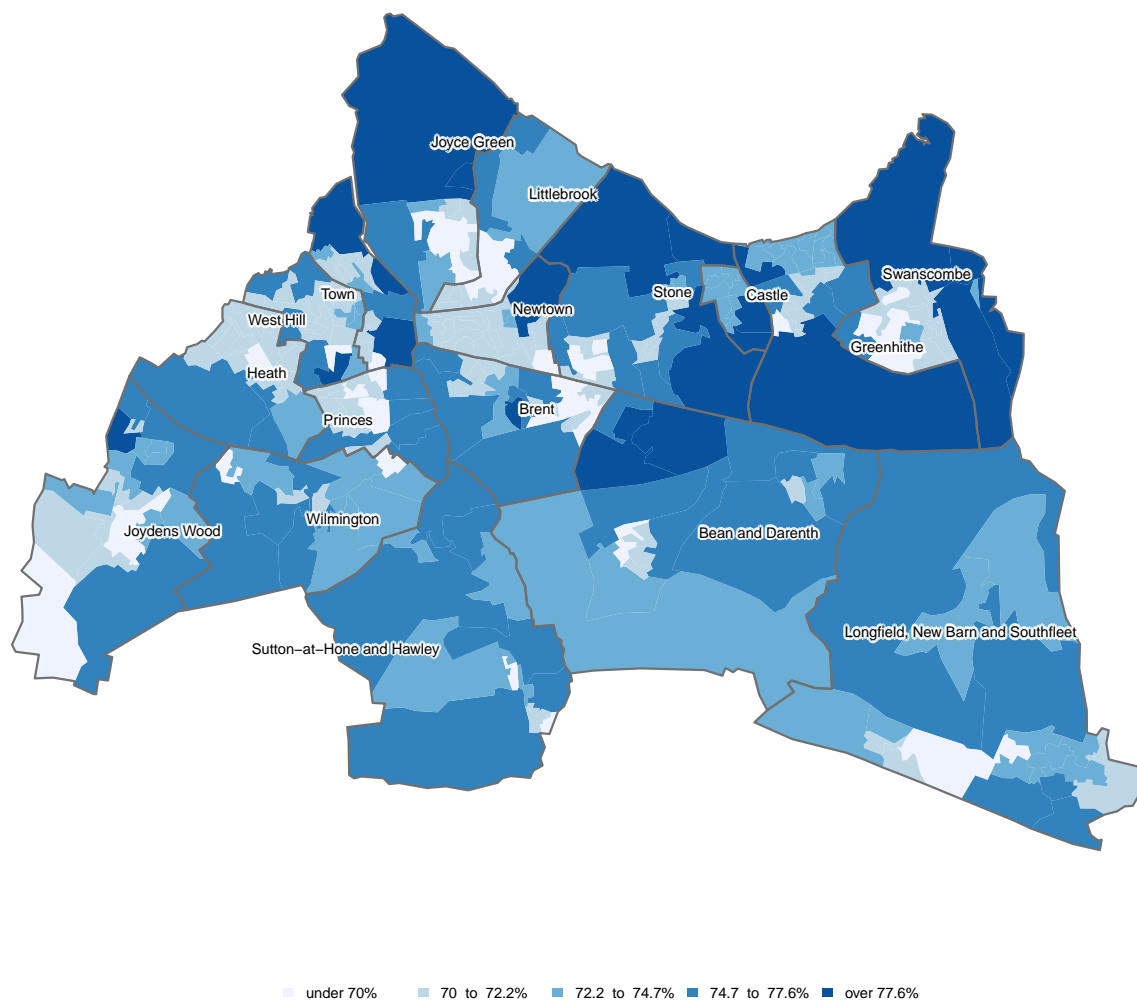 Joyce Green
Littlebrook
Swanscombe
Stone
Castle
Town
Newtown
West Hill
Greenhithe
Heath
Brent
Princes
Wilmington
Joydens Wood
Bean and Darenth
Longfield, New Barn and Southfleet
Sutton−at−Hone and Hawley
under 70% 70 to 72.2% 72.2 to 74.7% 74.7 to 77.6% over 77.6%